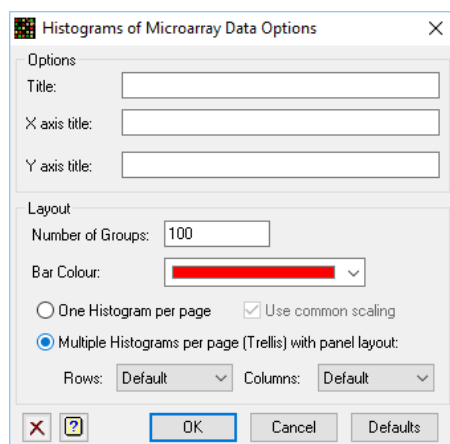 Histograms of Microarray Data Options
Options
Title:
X axis title:
Y axis title:
Layout
Number of Groups: 100
Bar Colour:
One Histogram per page Use common scaling
Multiple Histograms per page (Trellis) with panel layout:
Rows: Default Columns: Default
OK Cancel Defaults